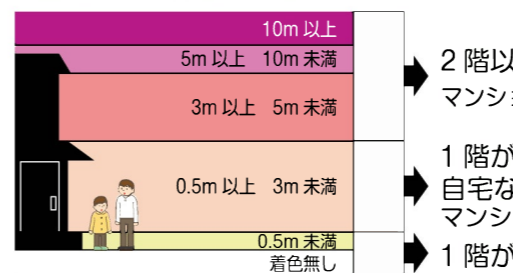 10m 以上
5m 以上 10m 未満
3m 以上 5m 未満
0.5m 以上 3m 未満
0.5m 未満
着色無し
2 階以
マンショ
1 階が
自宅な
マンシ
1 階が